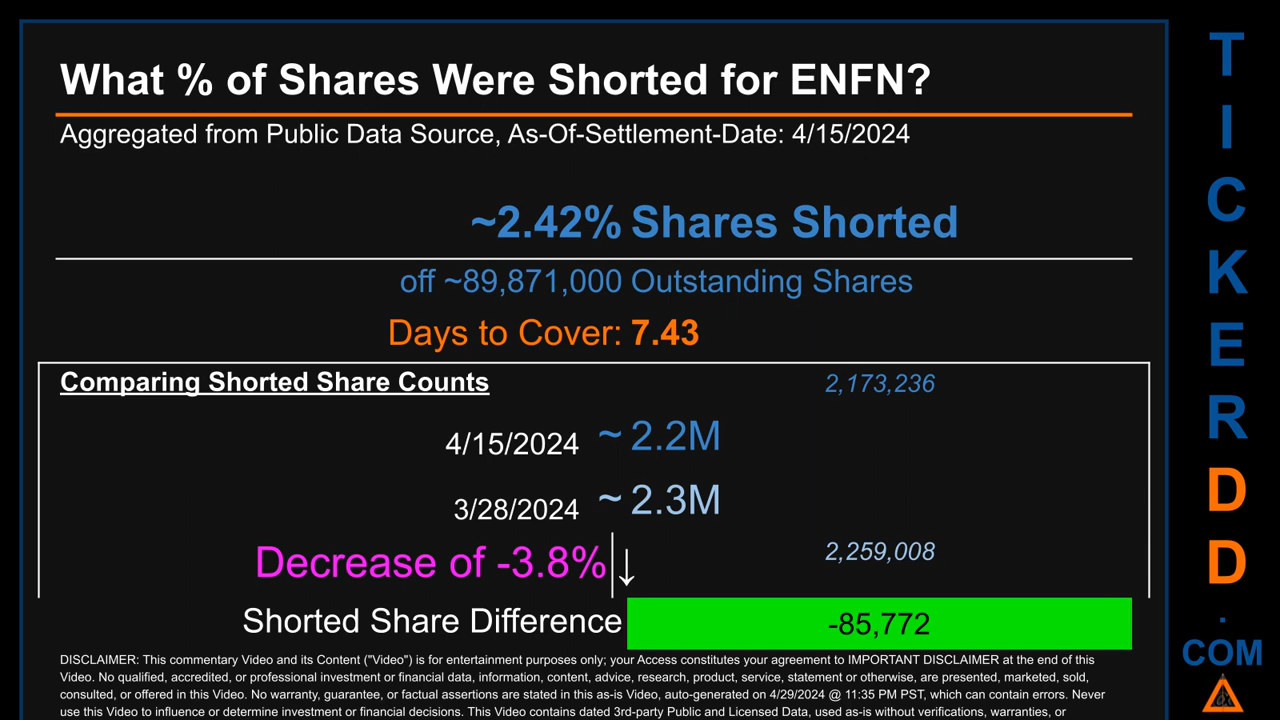 What % of Shares Were Shorted for ENFN?
Aggregated from Public Data Source, As-Of-Settlement-Date: 4/15/2024
~2.42% Shares Shorted
off ~89,871,000 Outstanding Shares
Days to Cover: 7.43
Comparing Shorted Share Counts
2,173,236
4/15/2024 ~ 2.2M
3/28/2024 ~ 2.3M
2,259,008
Decrease of -3.8% ↓
Shorted Share Difference -85,772
DISCLAIMER: This commentary Video and its Content ("Video") is for entertainment purposes only; your Access constitutes your agreement to IMPORTANT DISCLAIMER at the end of this
Video. No qualified, accredited, or professional investment or financial data, information, content, advice, research, product, service, statement or otherwise, are presented, marketed, sold,
consulted, or offered in this Video. No warranty, guarantee, or factual assertions are stated in this as-is Video, auto-generated on 4/29/2024 @ 11:35 PM PST, which can contain errors. Never
use this Video to influence or determine investment or financial decisions. This Video contains dated 3rd-party Public and Licensed Data, used as-is without verifications, warranties, or
T
I
C
K
E
R
D
D
.
COM